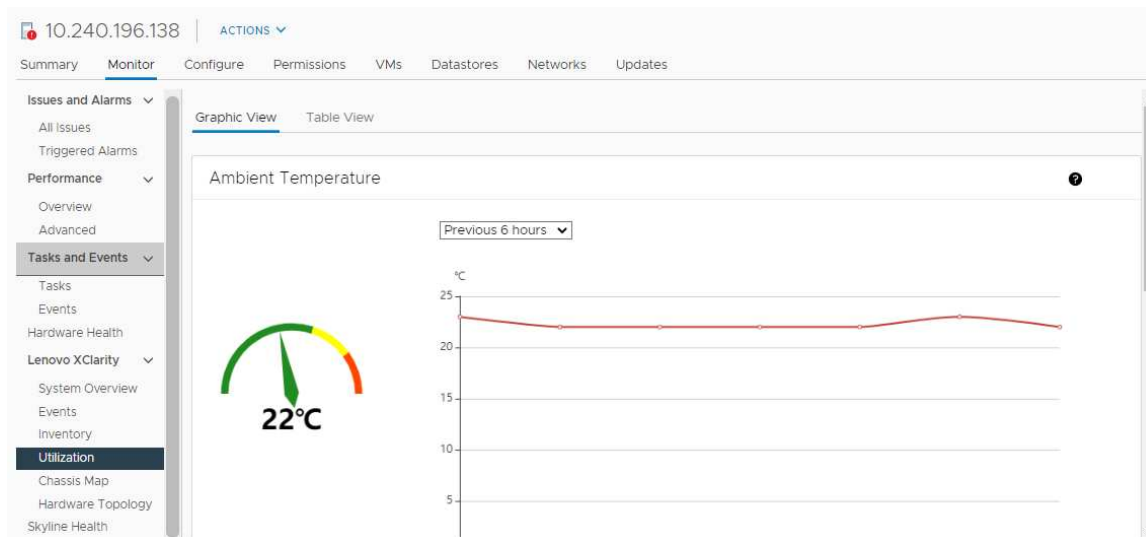 10.240.196.138 ACTIONS
Summary Monitor Configure Permissions VMs Datastores Networks Updates
Issues and Alarms
All Issues
Triggered Alarms
Performance
Overview
Advanced
Tasks and Events
Tasks
Events
Hardware Health
Lenovo XClarity
System Overview
Events
Inventory
Utilization
Chassis Map
Hardware Topology
Skyline Health
Graphic View Table View
Ambient Temperature ?
Previous 6 hours
22°C
°C
25
20
15
10
5